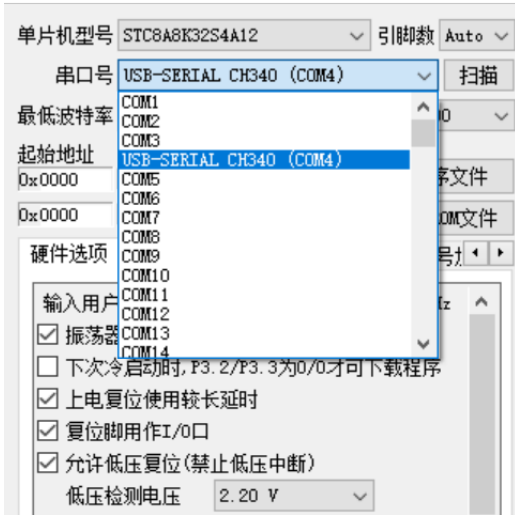 单片机型号 STC8A8K32S4A12 引脚数 Auto
串口号 USB-SERIAL CH340 (COM4) 扫描
最低波特率
COM1
COM2
COM3
USB-SERIAL CH340 (COM4)
COM5
COM6
COM7
COM8
COM9
COM10
COM11
COM12
COM13
COM14
起始地址
0x0000 序文件
0x0000 OM文件
硬件选项
输入用户
振荡器
下次冷启动时,P3.2/P3.3为0/0才可下载程序
上电复位使用较长延时
复位脚用作I/O口
允许低压复位(禁止低压中断)
低压检测电压 2.20 V